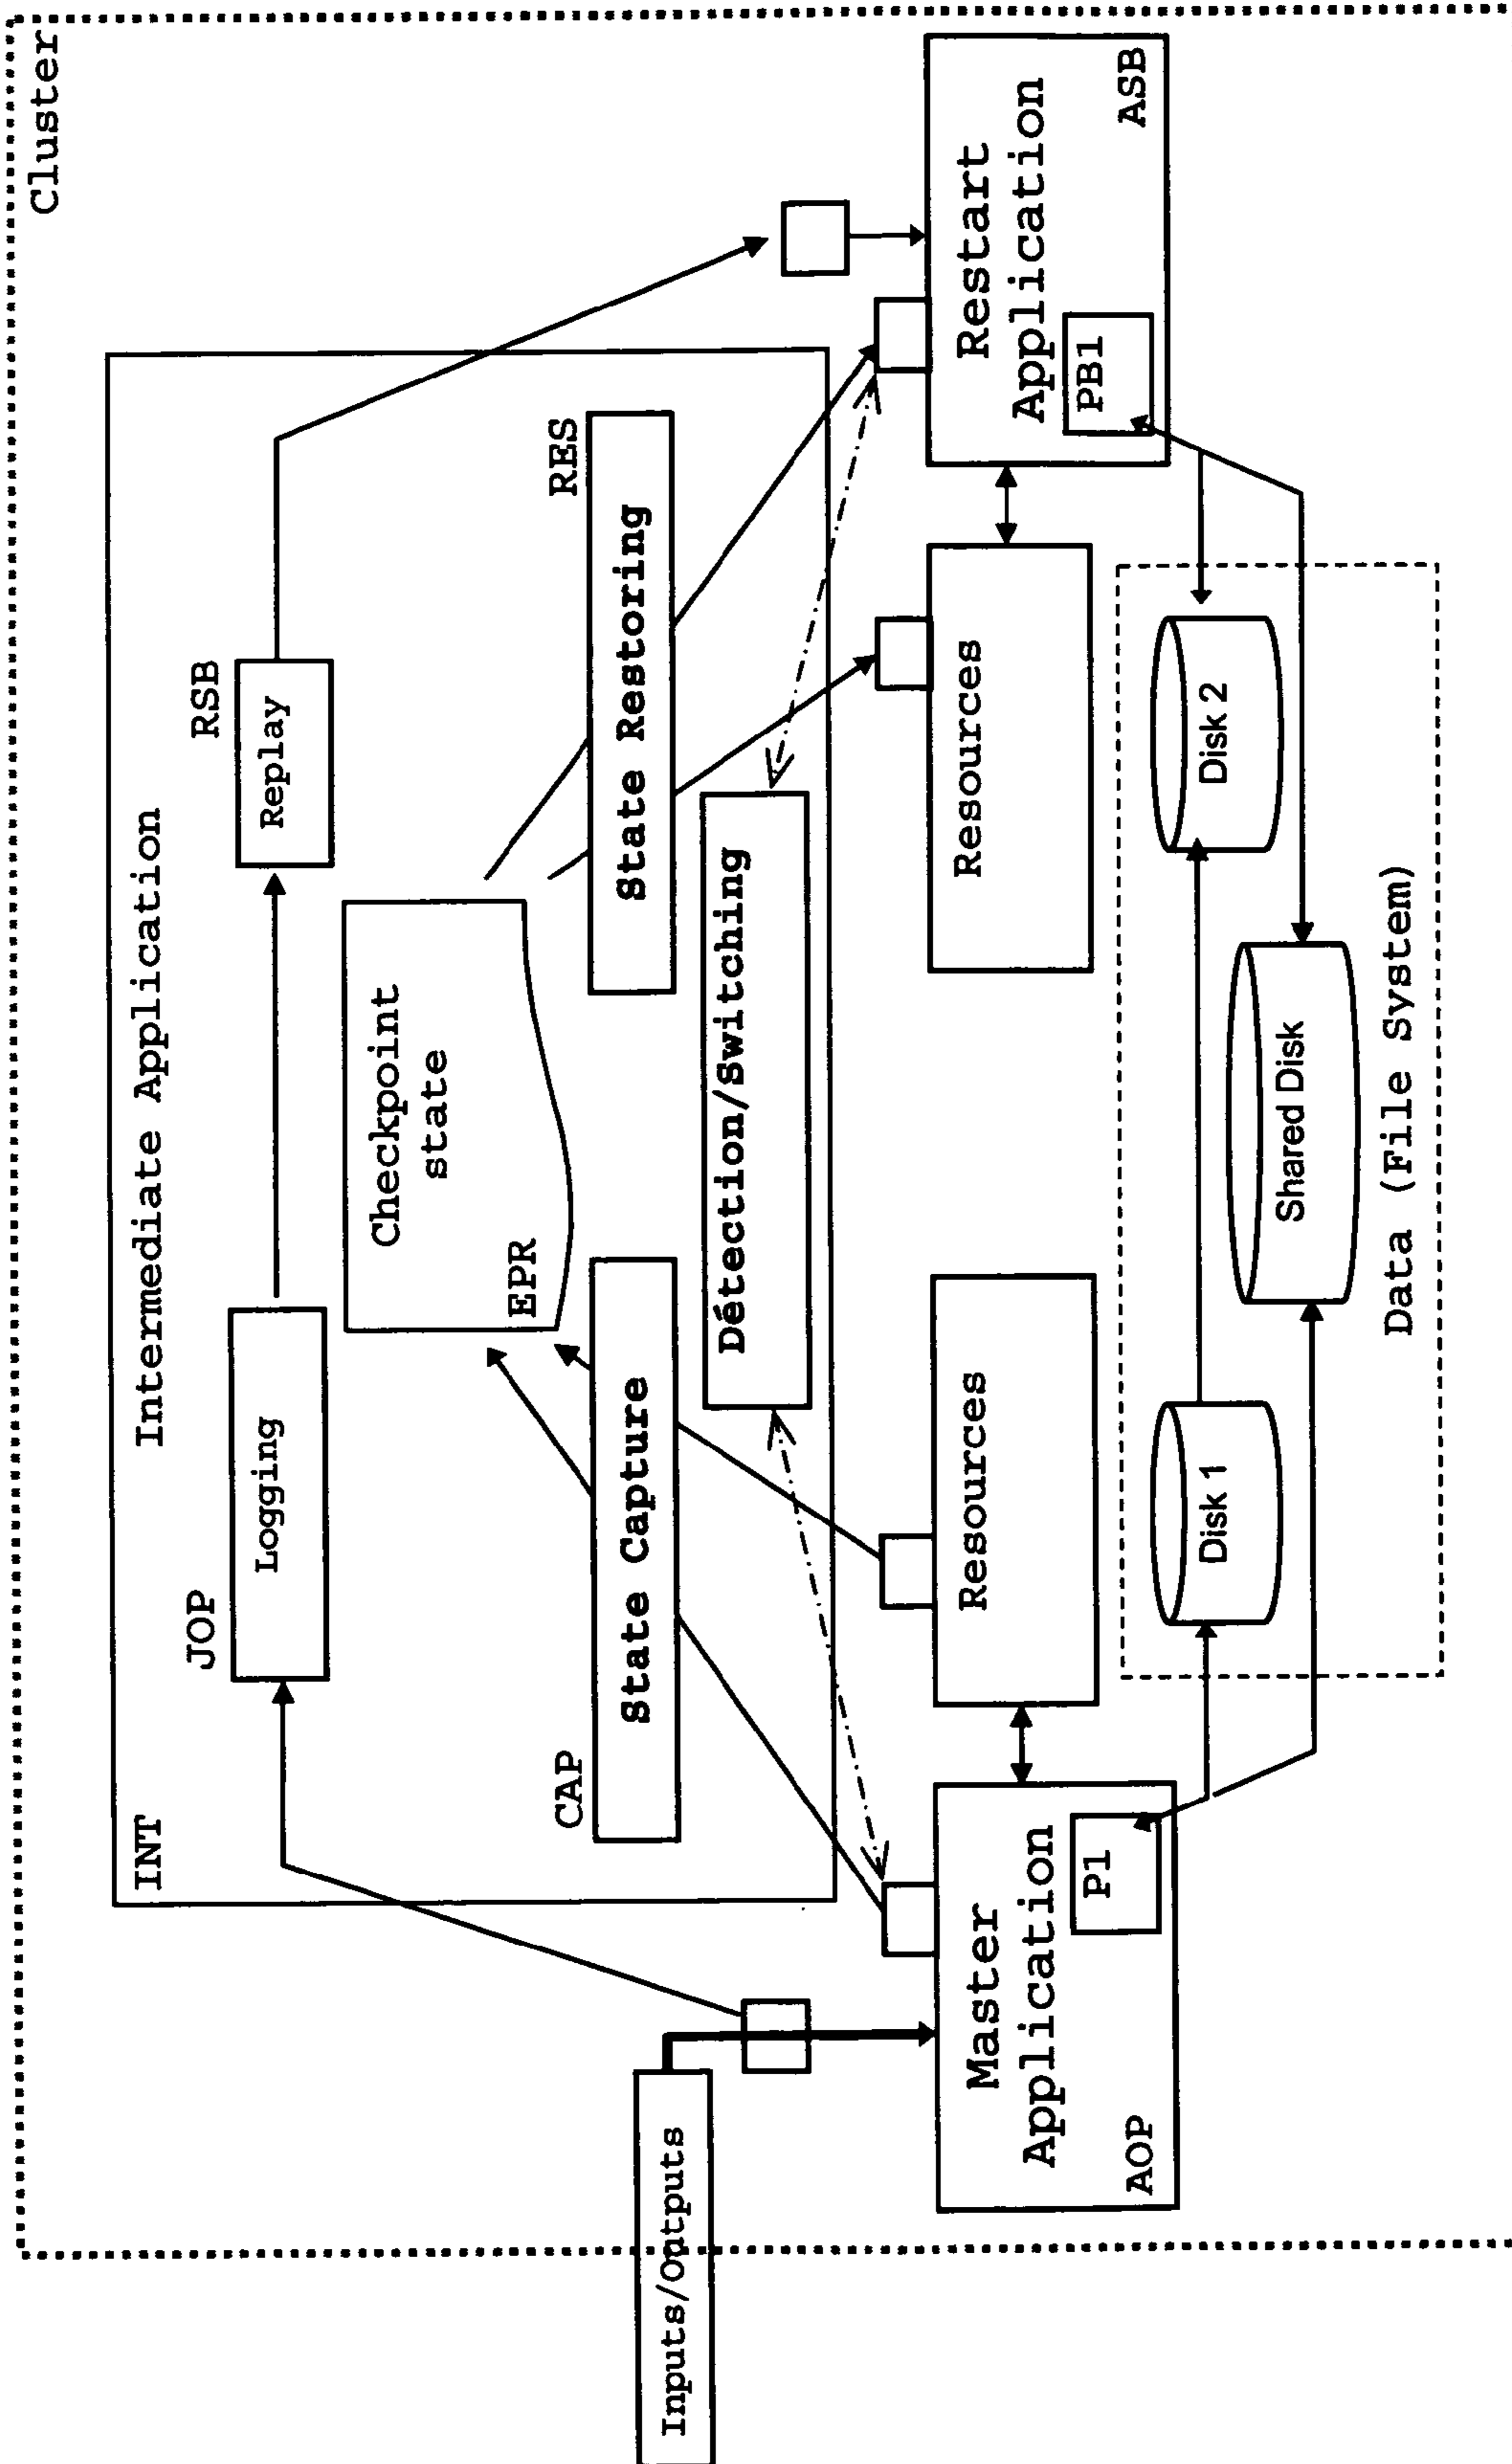 Cluster
Intermediate Application
INT
JOP
Logging
RSB
Replay
Checkpoint
state
EPR
CAP
State Capture
RES
State Restoring
Détection/Switching
Inputs/Outputs
Master
Application
P1
AOP
Resources
Resources
Restart
Application
PB1
ASB
Disk 1
Disk 2
Shared Disk
Data (File System)